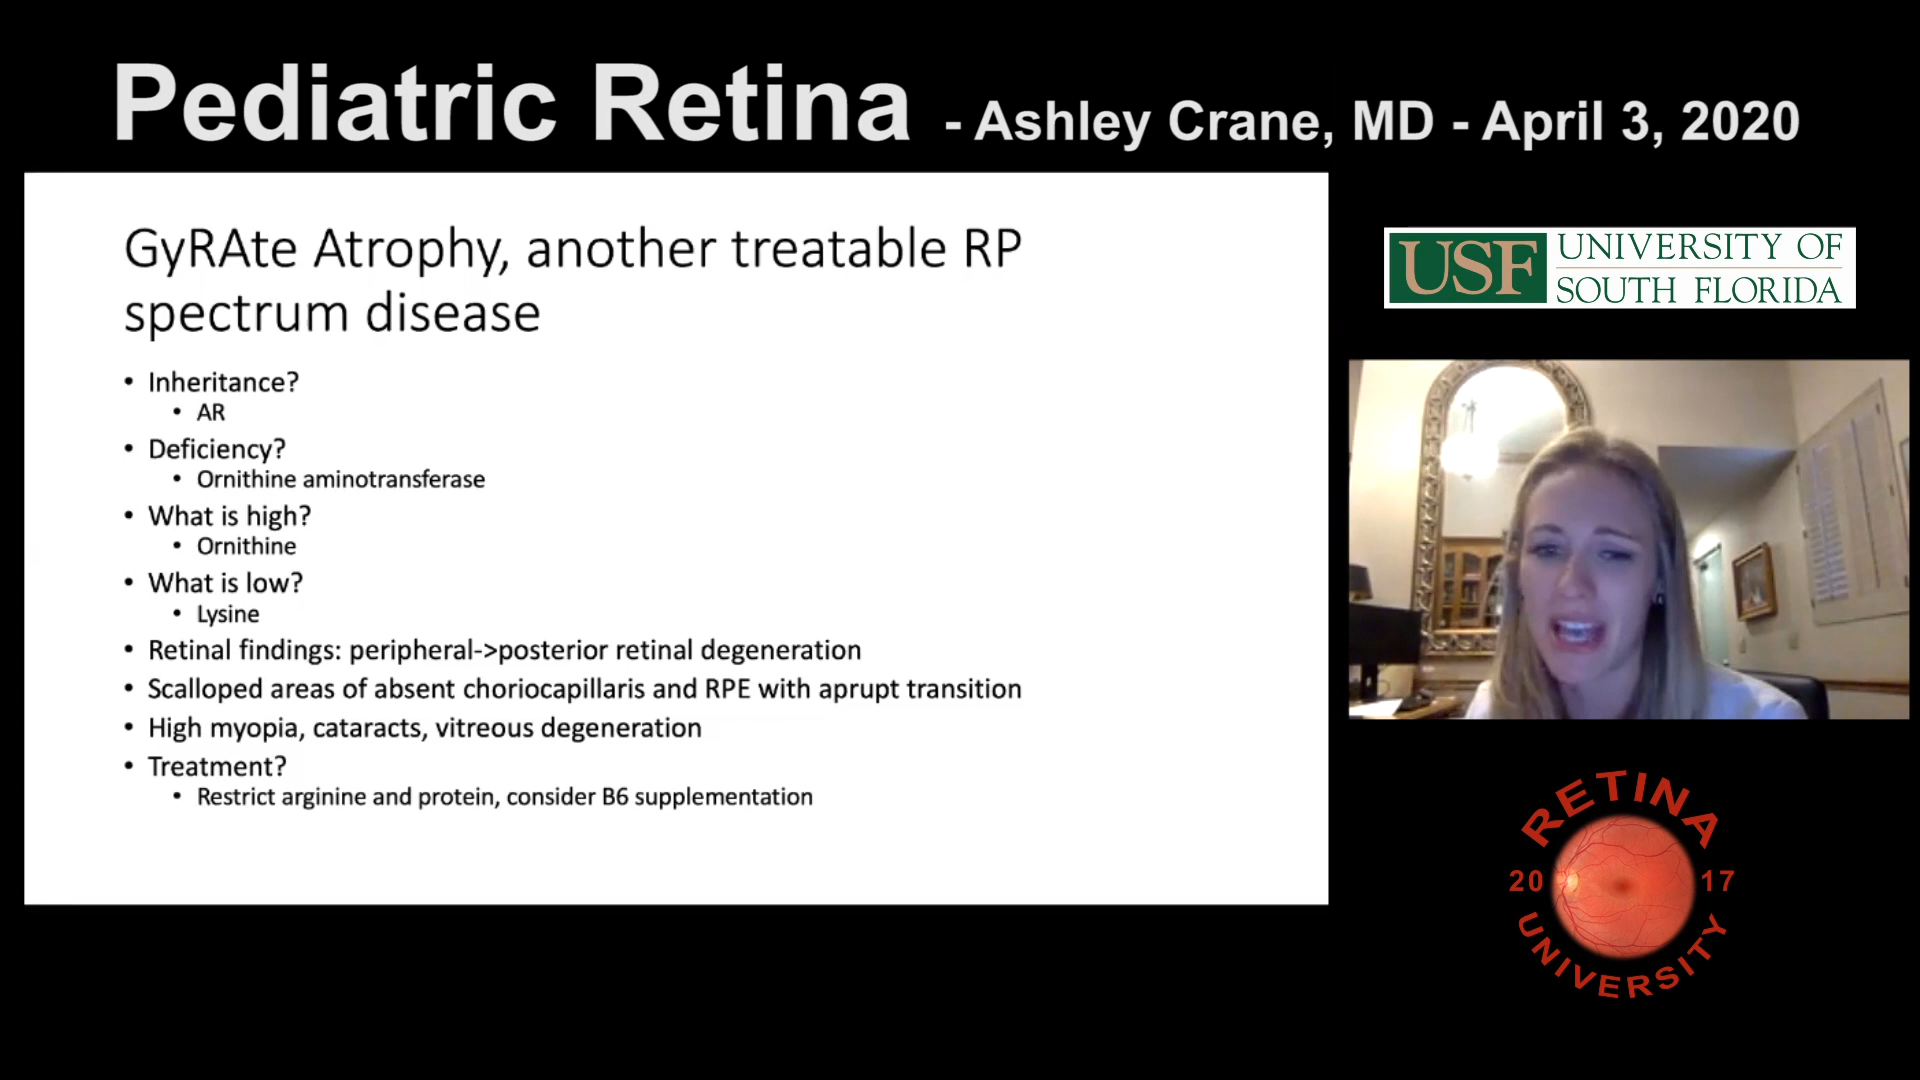 Pediatric Retina - Ashley Crane, MD - April 3, 2020
GyRAte Atrophy, another treatable RP
spectrum disease
• Inheritance?
• AR
• Deficiency?
• Ornithine aminotransferase
• What is high?
• Ornithine
• What is low?
• Lysine
• Retinal findings: peripheral->posterior retinal degeneration
• Scalloped areas of absent choriocapillaris and RPE with aprupt transition
• High myopia, cataracts, vitreous degeneration
• Treatment?
• Restrict arginine and protein, consider B6 supplementation
USF UNIVERSITY OF
SOUTH FLORIDA
RETINA
20 17
UNIVERSITY